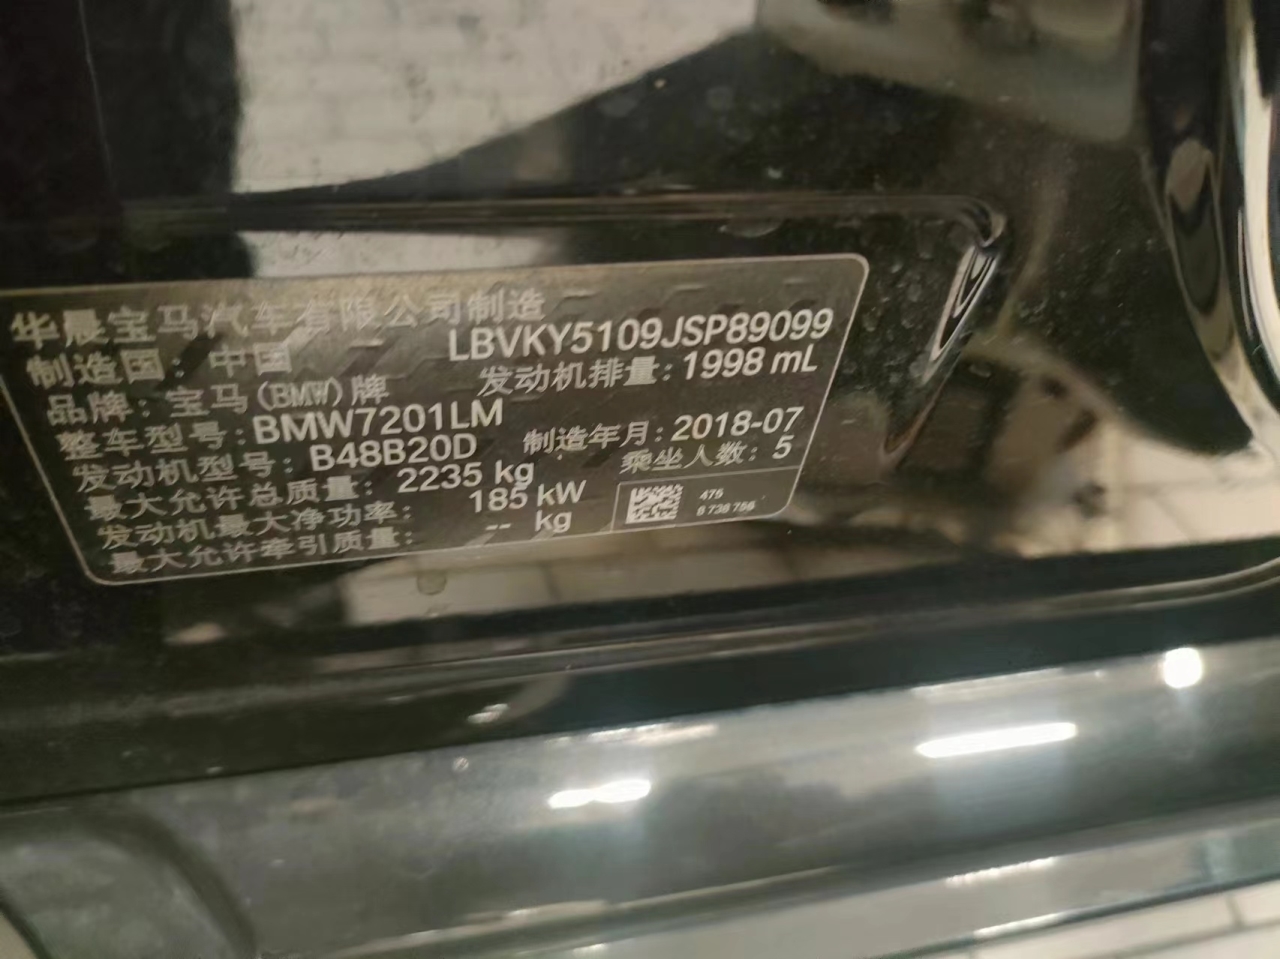 华晨宝马汽车有限公司制造
制造国：中国 LBVKY5109JSP89099
品牌：宝马(BMW)牌 发动机排量：1998 mL
整车型号：BMW7201LM
发动机型号：B48B20D 制造年月：2018-07
最大允许总质量：2235 kg 乘坐人数：5
发动机最大净功率：185 kW
最大允许牵引质量：-- kg
475
8 738 756